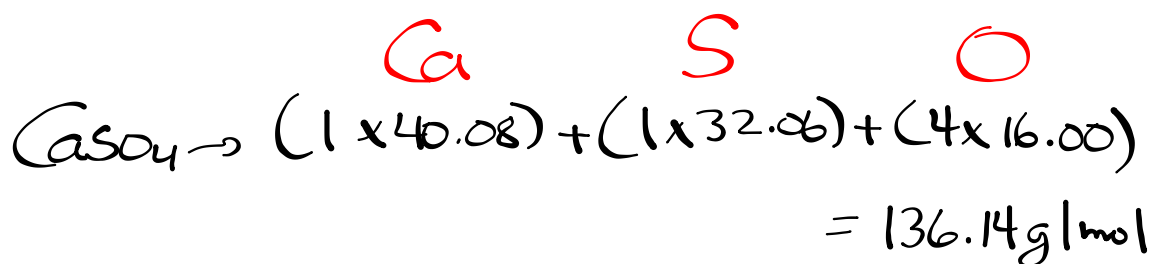 Ca S O
CaSO₄ → (1 x 40.08) + (1 x 32.06) + (4 x 16.00)
= 136.14 g/mol